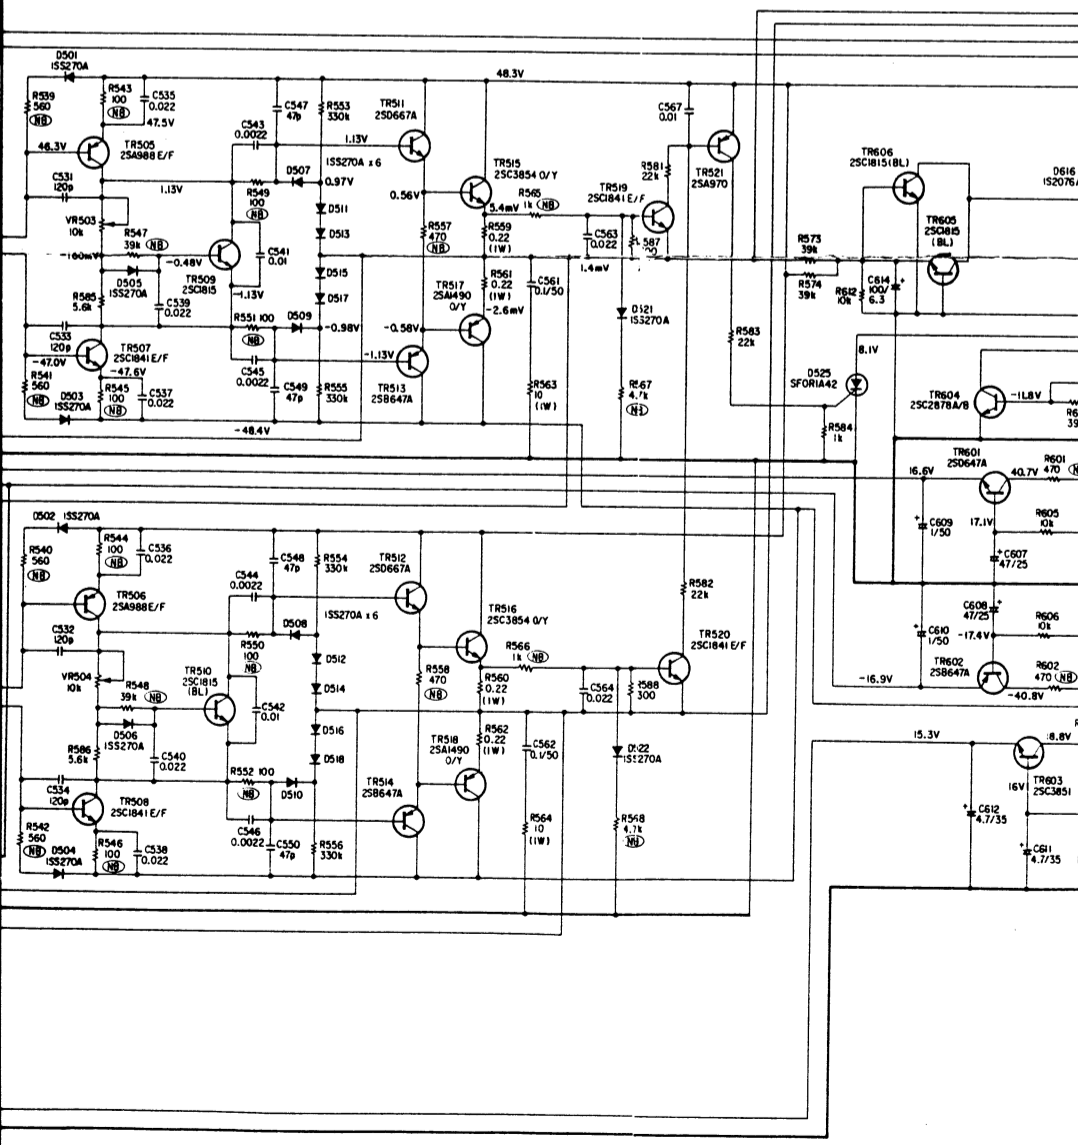 D501
1SS270A
R539
560
NB
R543
100
NB
C535
0.022
47.5V
46.3V
TR505
2SA988 E/F
C531
120p
1.13V
VR503
10k
R547
39k
NB
-0.48V
D505
1SS270A
C539
0.022
R585
5.6k
TR509
2SC1815
C541
0.01
R549
100
NB
C543
0.0022
C547
47p
R553
330k
D507
1SS270A x 6
0.97V
1.13V
D511
D513
D515
D517
-1.13V
R551 100
NB
D509
-0.98V
C545
0.0022
C549
47p
R555
330k
C533
120p
TR507
2SC1841 E/F
-47.0V
-47.6V
R541
560
NB
D503
1SS270A
R545
100
NB
C537
0.022
-48.4V
48.3V
TR511
2SD667A
0.56V
R557
470
NB
-0.58V
-1.13V
TR513
2SB647A
TR515
2SC3854 O/Y
5.4mV
R559
0.22
(1W)
R561
0.22
(1W)
-2.6mV
TR517
2SA1490
O/Y
R565
1k
NB
C561
0.1/50
R563
10
(1W)
C563
0.022
587
TR519
2SC1841 E/F
1.4mV
D521
1SS270A
R567
4.7k
R581
22k
C567
0.01
TR521
2SA970
R583
22k
8.1V
D525
SF0R1A42
R584
1k
R573
39k
R574
39k
R612
10k
C614
100/
6.3
TR606
2SC1815(BL)
TR605
2SC1815
(BL)
D616
1S2076A
TR604
2SC2878A/B
-11.8V
39
TR601
2SD647A
16.6V
40.7V
R601
470
17.1V
R605
10k
C609
1/50
C607
47/25
C608
47/25
C610
1/50
-17.4V
R606
10k
TR602
2SB647A
R602
470
NB
-16.9V
-40.8V
15.3V
18.8V
16V
TR603
2SC3851
C612
4.7/35
C611
4.7/35
D502 1SS270A
R540
560
NB
R544
100
NB
C536
0.022
TR506
2SA988 E/F
C532
120p
VR504
10k
R548
39k
NB
D506
1SS270A
C540
0.022
R586
5.6k
TR510
2SC1815
(BL)
C542
0.01
R550
100
NB
C544
0.0022
C548
47p
R554
330k
D508
1SS270A x 6
D512
D514
D516
D518
R552 100
NB
D510
C546
0.0022
C550
47p
R556
330k
C534
120p
TR508
2SC1841 E/F
R542
560
NB
D504
1SS270A
R546
100
NB
C538
0.022
TR512
2SD667A
R558
470
NB
TR514
2SB647A
TR516
2SC3854 O/Y
R560
0.22
(1W)
R562
0.22
(1W)
TR518
2SA1490
O/Y
R566
1k
NB
C562
0.1/50
R564
10
(1W)
C564
0.022
588
300
TR520
2SC1841 E/F
R582
22k
D522
1SS270A
R568
4.7k
NB